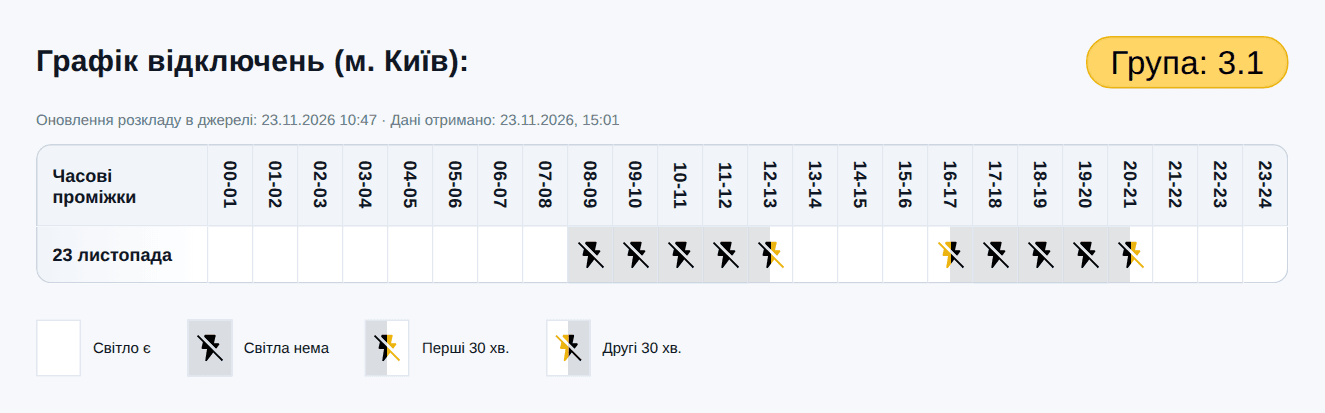 Графік відключень (м. Київ):
Група: 3.1
Оновлення розкладу в джерелі: 23.11.2026 10:47 · Дані отримано: 23.11.2026, 15:01
Часові
проміжки
00-01
01-02
02-03
03-04
04-05
05-06
06-07
07-08
08-09
09-10
10-11
11-12
12-13
13-14
14-15
15-16
16-17
17-18
18-19
19-20
20-21
21-22
22-23
23-24
23 листопада
Світло є
Світла нема
Перші 30 хв.
Другі 30 хв.